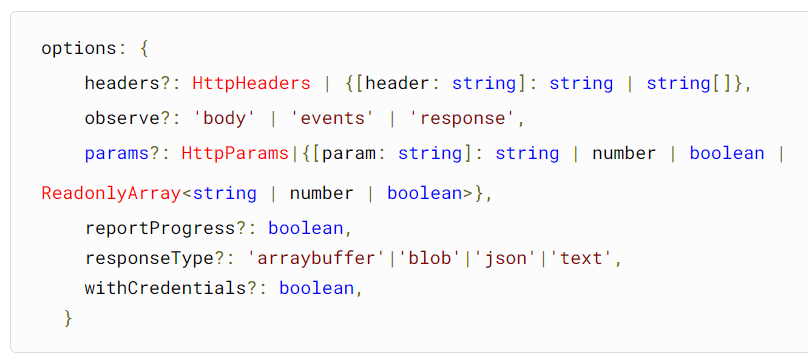 options: {
headers?: HttpHeaders | {[header: string]: string | string[]},
observe?: 'body' | 'events' | 'response',
params?: HttpParams|{[param: string]: string | number | boolean |
ReadonlyArray<string | number | boolean>},
reportProgress?: boolean,
responseType?: 'arraybuffer'|'blob'|'json'|'text',
withCredentials?: boolean,
}